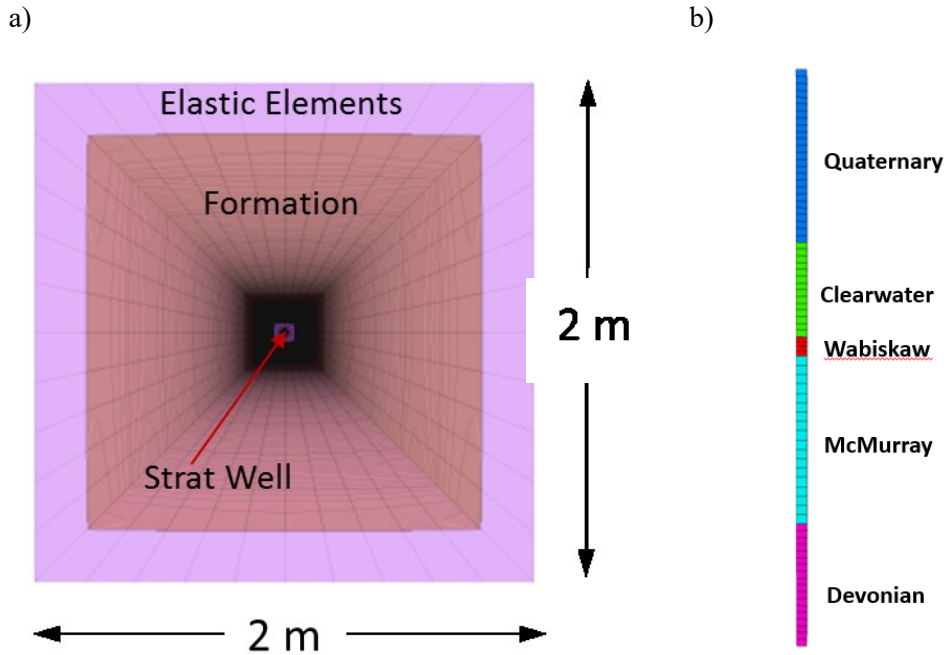 a)
b)
Elastic Elements
Formation
Strat Well
2 m
2 m
Quaternary
Clearwater
Wabiskaw
McMurray
Devonian